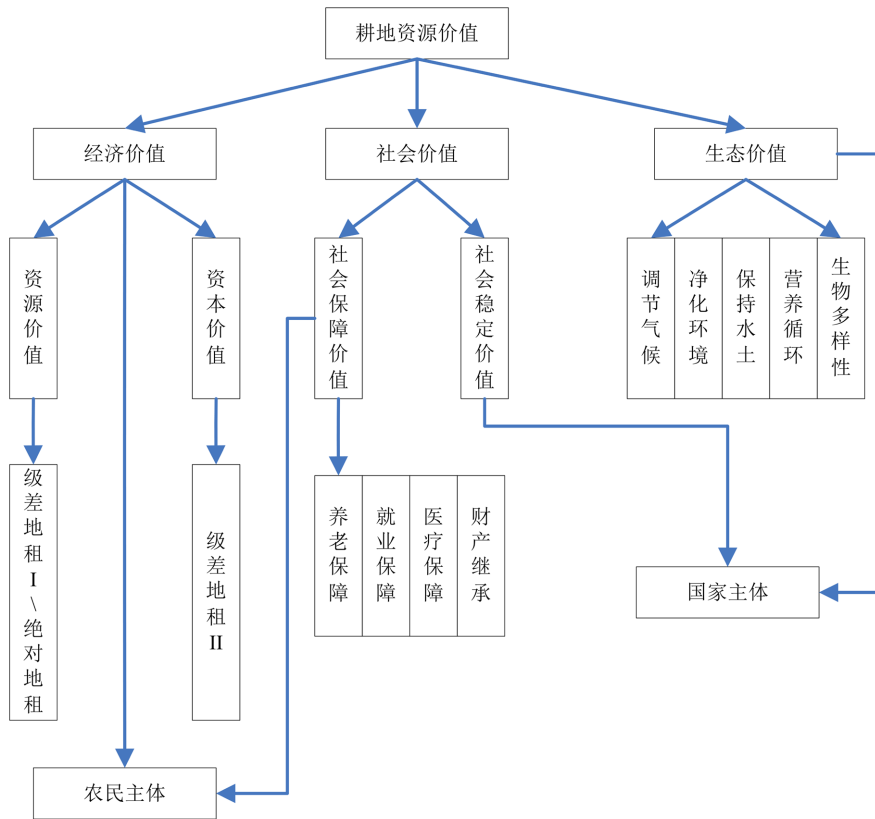 耕地资源价值
经济价值
社会价值
生态价值
资源价值
资本价值
社会保障价值
社会稳定价值
调节气候
净化环境
保持水土
营养循环
生物多样性
级差地租I\绝对地租
级差地租II
养老保障
就业保障
医疗保障
财产继承
国家主体
农民主体